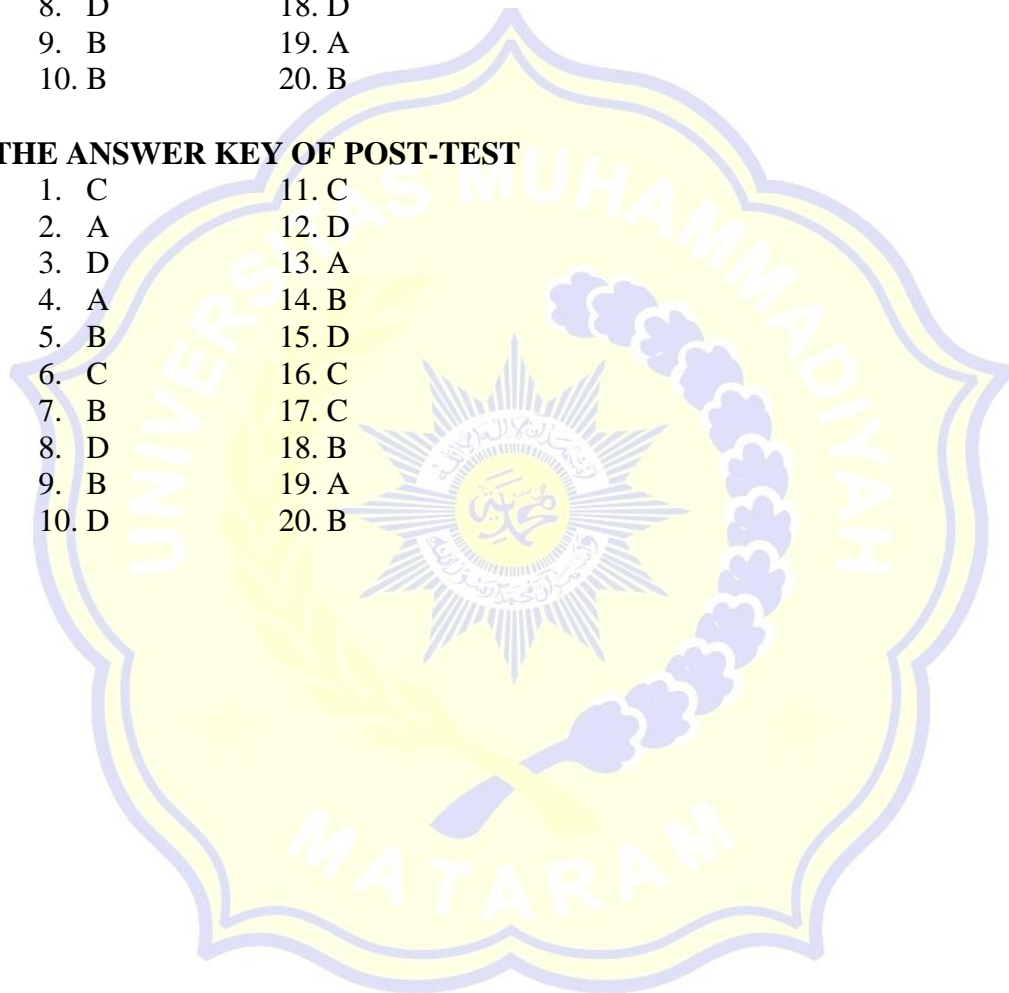 8. D 18. D
9. B 19. A
10. B 20. B
THE ANSWER KEY OF POST-TEST
1. C 11. C
2. A 12. D
3. D 13. A
4. A 14. B
5. B 15. D
6. C 16. C
7. B 17. C
8. D 18. B
9. B 19. A
10. D 20. B
UNIVERSITAS MUHAMMADIYAH
MATARAM